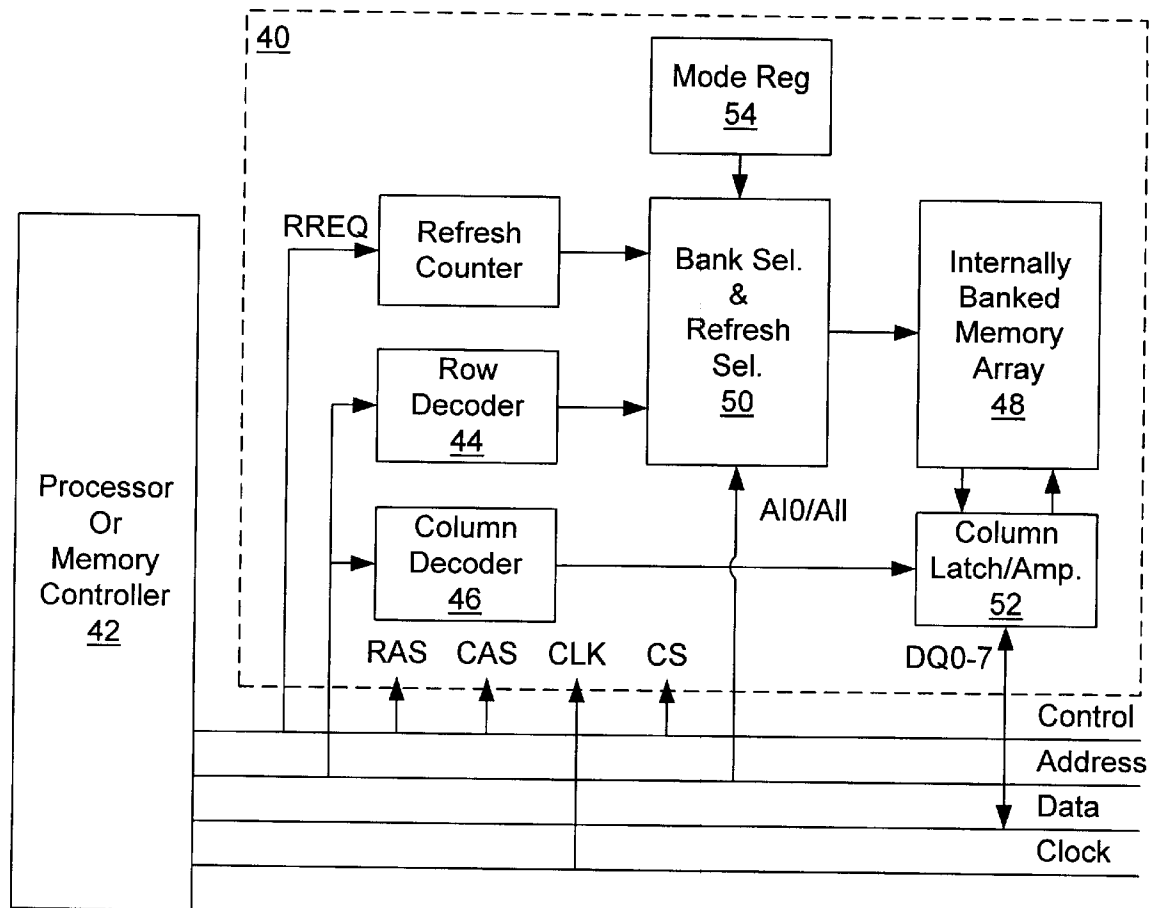 40
Mode Reg
54
RREQ
Refresh
Counter
Bank Sel.
&
Refresh
Sel.
50
Internally
Banked
Memory
Array
48
Row
Decoder
44
Processor
Or
Memory
Controller
42
Column
Decoder
46
AI0/All
Column
Latch/Amp.
52
RAS
CAS
CLK
CS
DQ0-7
Control
Address
Data
Clock